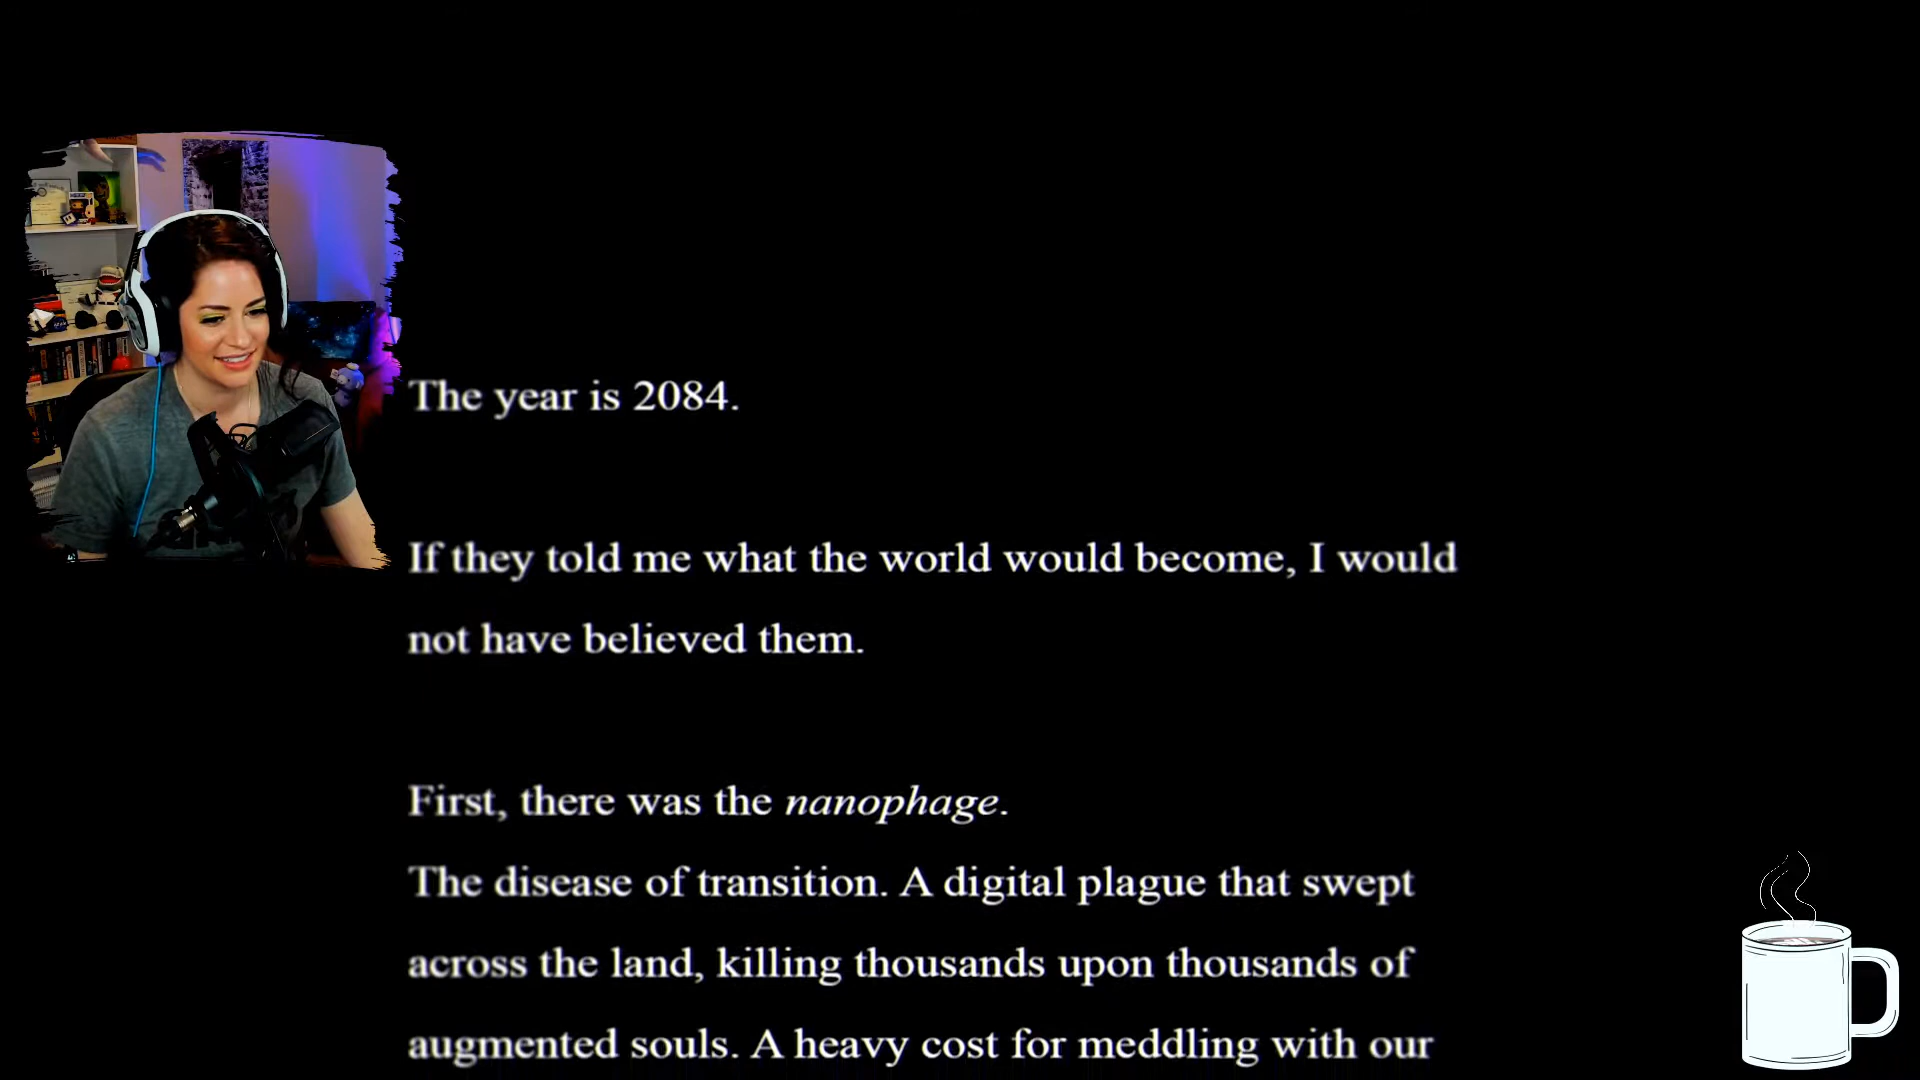 The year is 2084.
If they told me what the world would become, I would
not have believed them.
First, there was the nanophage.
The disease of transition. A digital plague that swept
across the land, killing thousands upon thousands of
augmented souls. A heavy cost for meddling with our